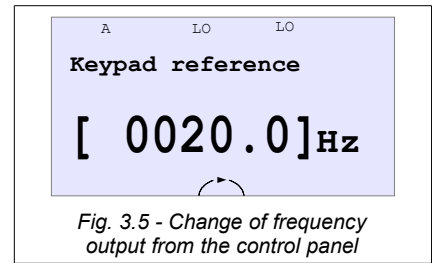 A LO LO
Keypad reference
[ 0020.0]Hz
Fig. 3.5 - Change of frequency
output from the control panel